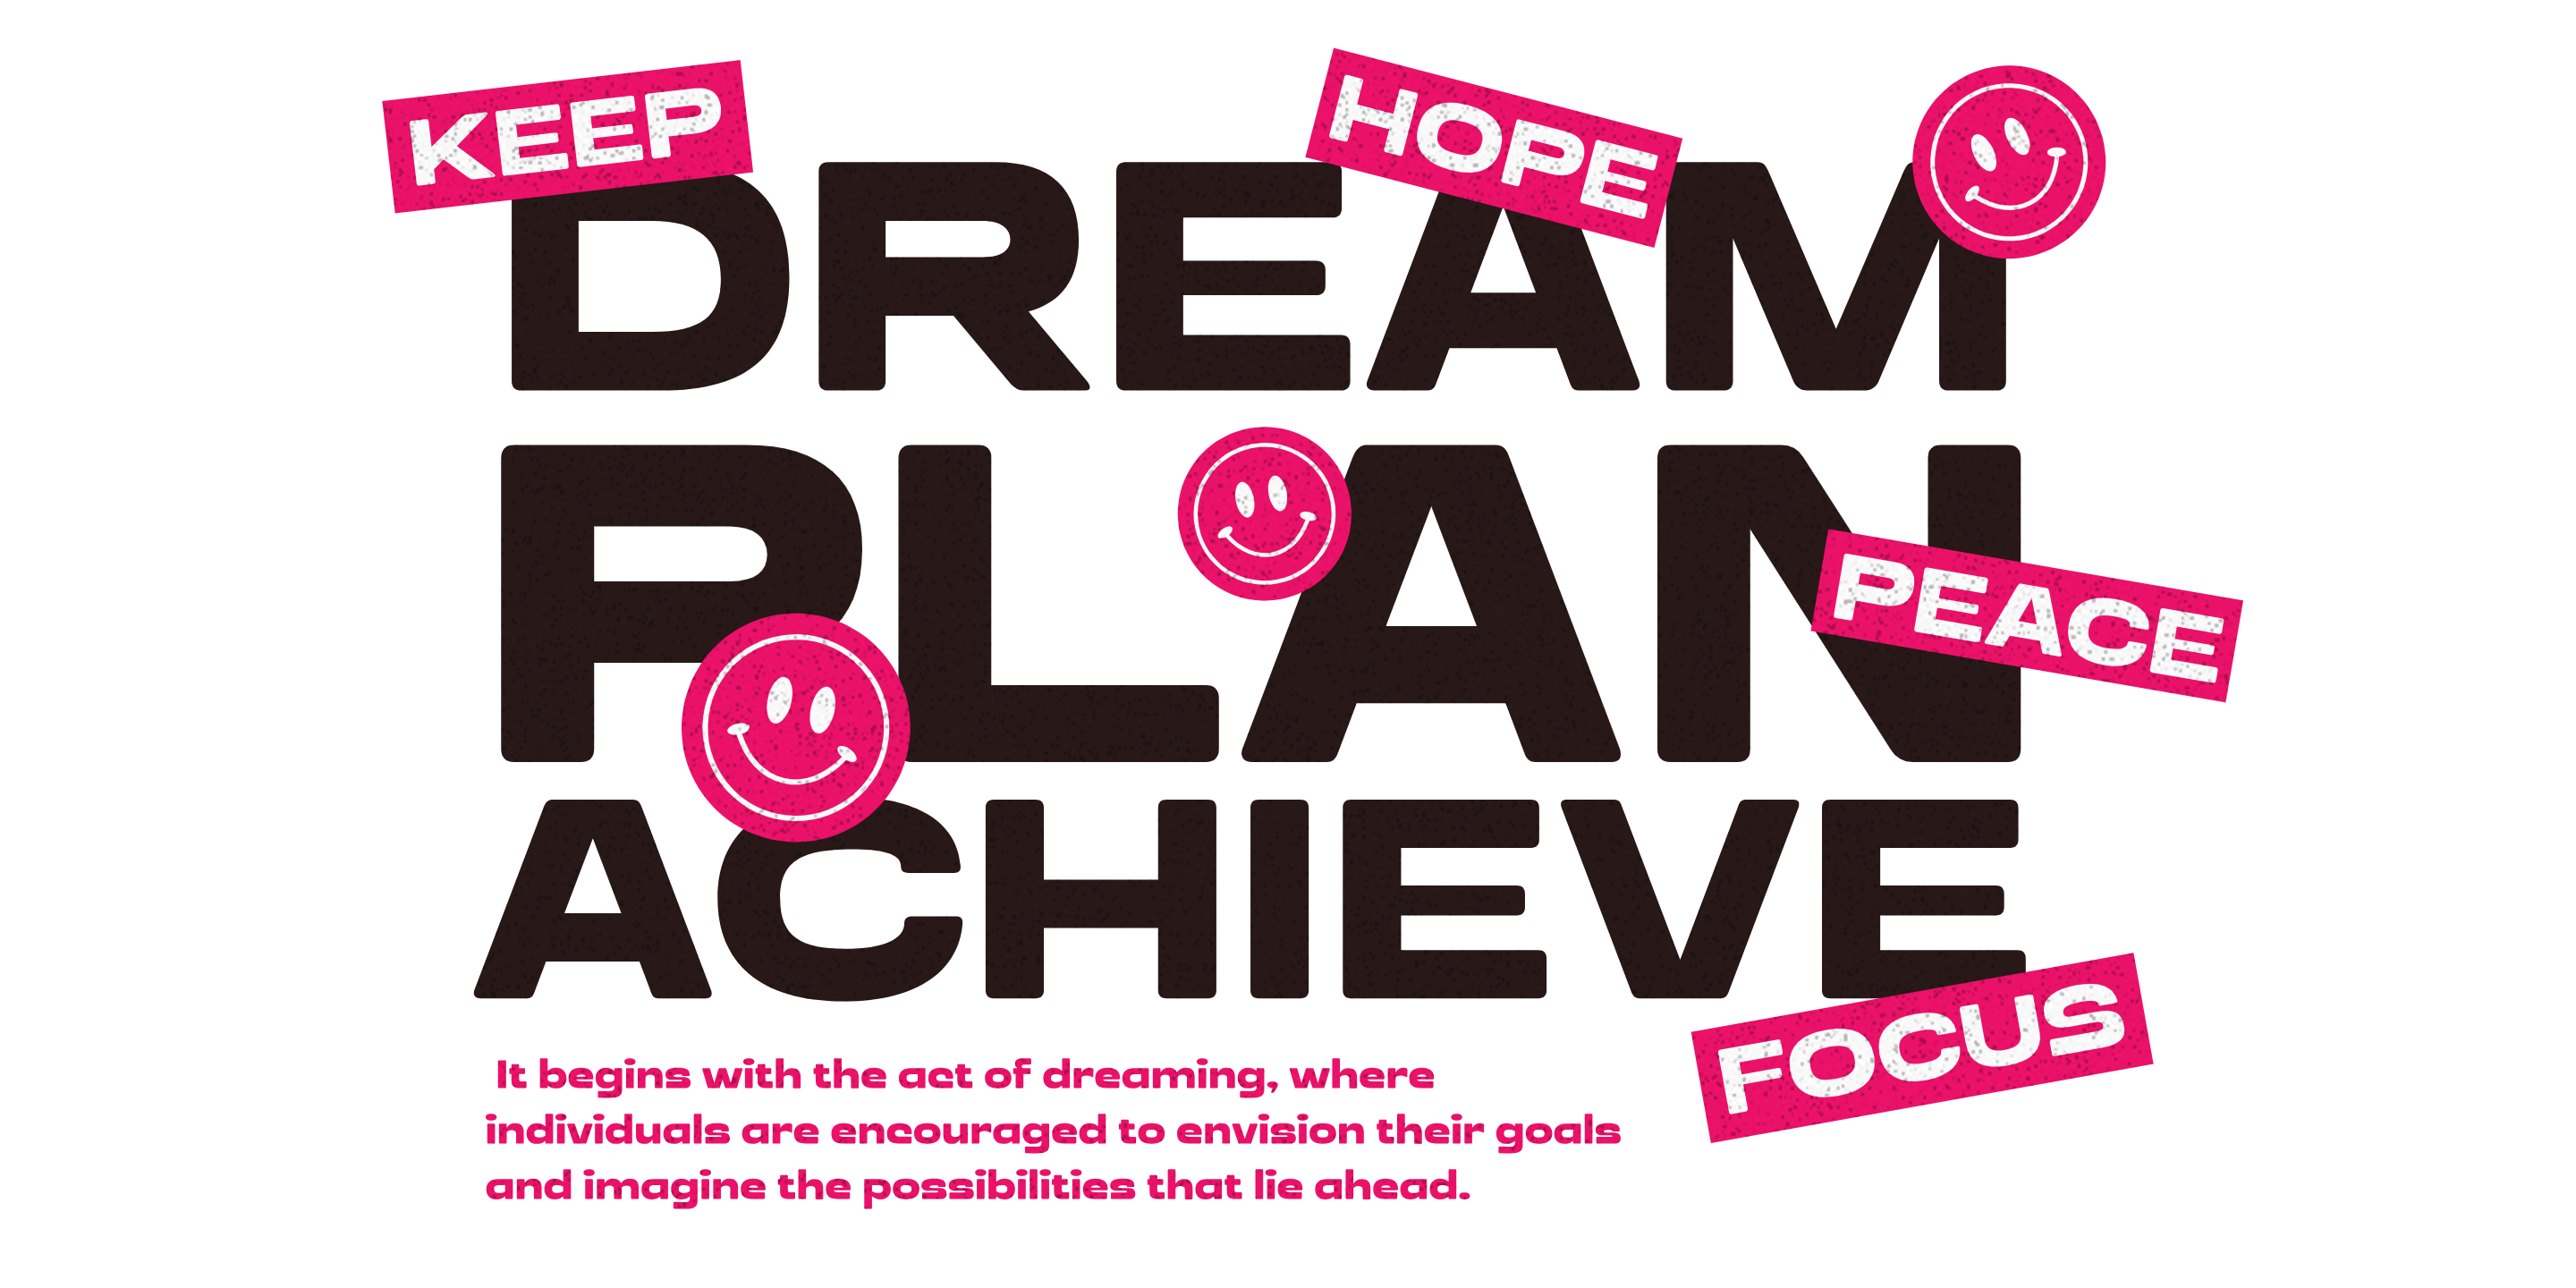 KEEP
HOPE
DREAM
PLAN
PEACE
ACHIEVE
FOCUS
It begins with the act of dreaming, where
individuals are encouraged to envision their goals
and imagine the possibilities that lie ahead.